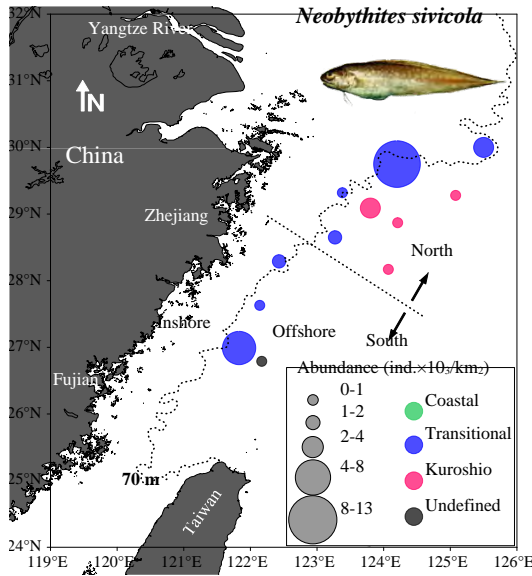 Neobythites sivicola
32°N
31°N
30°N
29°N
28°N
27°N
26°N
25°N
24°N
Yangtze River
N
China
Zhejiang
Inshore
Offshore
North
South
Fujian
70 m
Taiwan
Abundance (ind.×10₃/km₂)
0-1
1-2
2-4
4-8
8-13
Coastal
Transitional
Kuroshio
Undefined
119°E 120°E 121°E 122°E 123°E 124°E 125°E 126°E